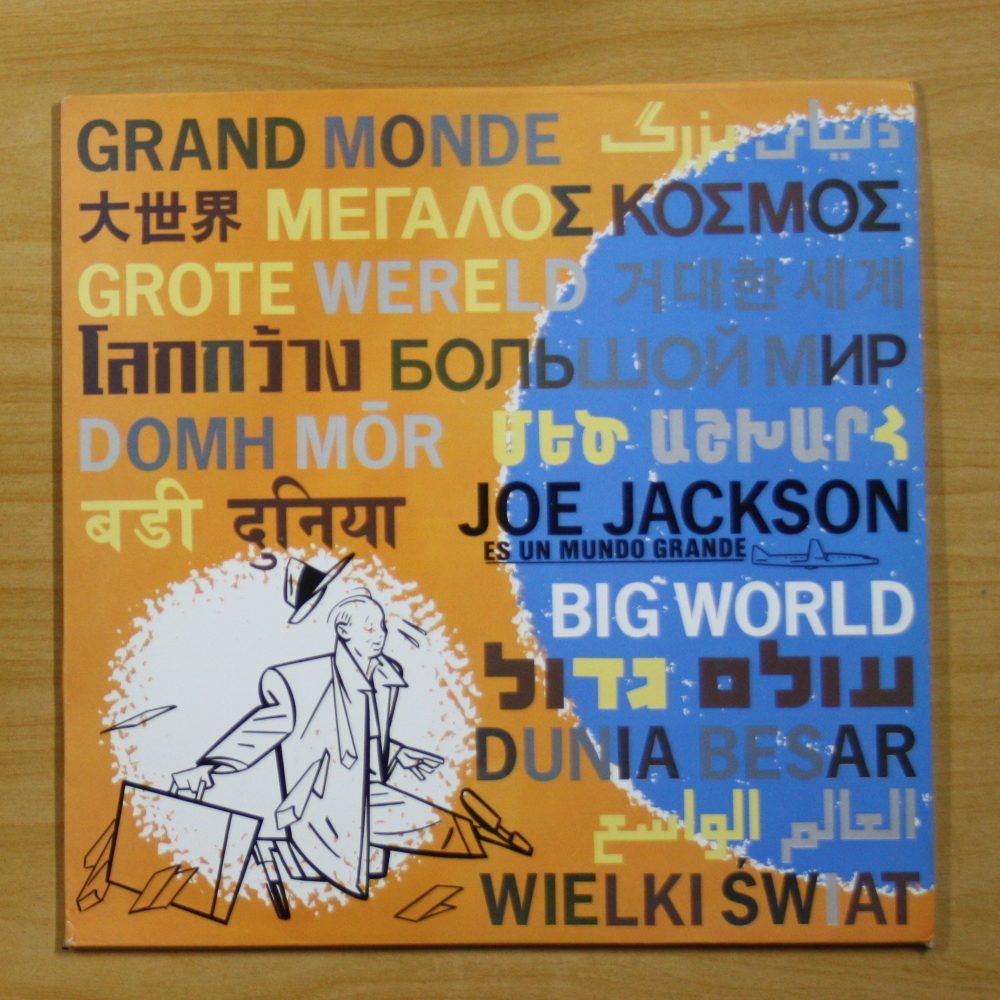 GRAND MONDE دنیای بزرگ
大世界 ΜΕΓΑΛΟΣ ΚΟΣΜΟΣ
GROTE WERELD 거대한 세계
โลกกว้าง БОЛЬШОЙ МИР
DOMH MŌR ՄԵԾ ԱՇԽԱՐՀ
बडी दुनिया JOE JACKSON
ES UN MUNDO GRANDE
BIG WORLD
עולם גדול
DUNIA BESAR
العالم الواسع
WIELKI ŚWIAT